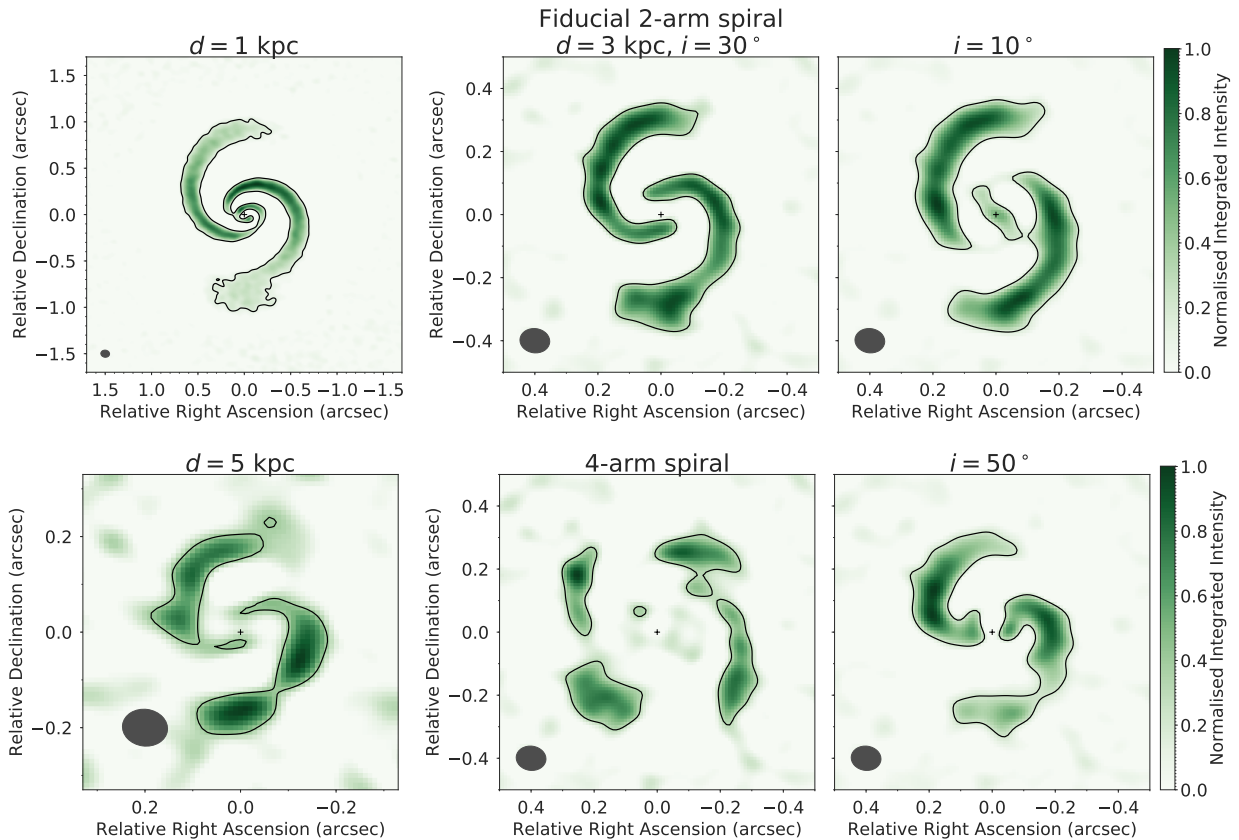 Fiducial 2-arm spiral
d = 1 kpc
d = 3 kpc, i = 30°
i = 10°
Relative Declination (arcsec)
1.5
1.0
0.5
0.0
−0.5
−1.0
−1.5
1.5 1.0 0.5 0.0 −0.5 −1.0 −1.5
Relative Right Ascension (arcsec)
Relative Declination (arcsec)
0.4
0.2
0.0
−0.2
−0.4
0.4 0.2 0.0 −0.2 −0.4
Relative Right Ascension (arcsec)
0.4 0.2 0.0 −0.2 −0.4
Relative Right Ascension (arcsec)
1.0
0.8
0.6
0.4
0.2
0.0
Normalised Integrated Intensity
d = 5 kpc
4-arm spiral
i = 50°
Relative Declination (arcsec)
0.2
0.0
−0.2
0.2 0.0 −0.2
Relative Right Ascension (arcsec)
Relative Declination (arcsec)
0.4
0.2
0.0
−0.2
−0.4
0.4 0.2 0.0 −0.2 −0.4
Relative Right Ascension (arcsec)
0.4 0.2 0.0 −0.2 −0.4
Relative Right Ascension (arcsec)
1.0
0.8
0.6
0.4
0.2
0.0
Normalised Integrated Intensity